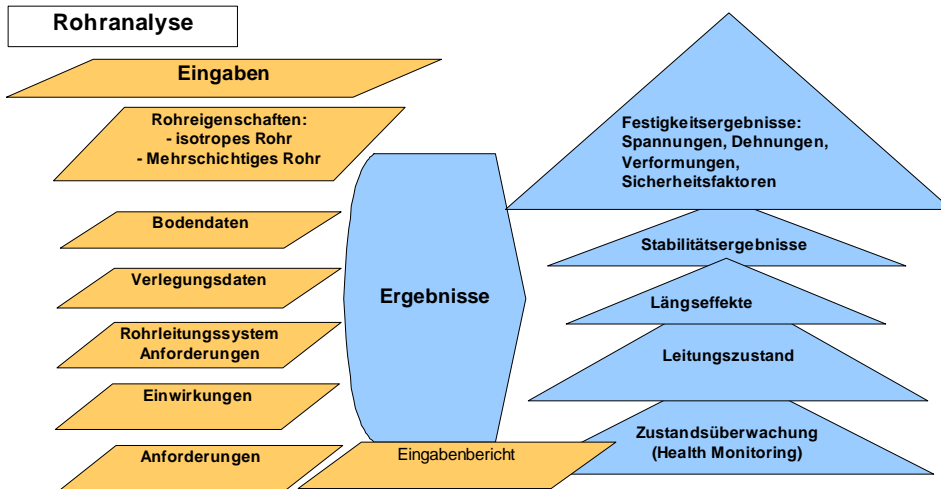 Rohranalyse
Eingaben
Rohreigenschaften:
- isotropes Rohr
- Mehrschichtiges Rohr
Bodendaten
Verlegungsdaten
Rohrleitungssystem
Anforderungen
Einwirkungen
Anforderungen
Ergebnisse
Eingabenbericht
Festigkeitsergebnisse:
Spannungen, Dehnungen,
Verformungen,
Sicherheitsfaktoren
Stabilitätsergebnisse
Längseffekte
Leitungszustand
Zustandsüberwachung
(Health Monitoring)